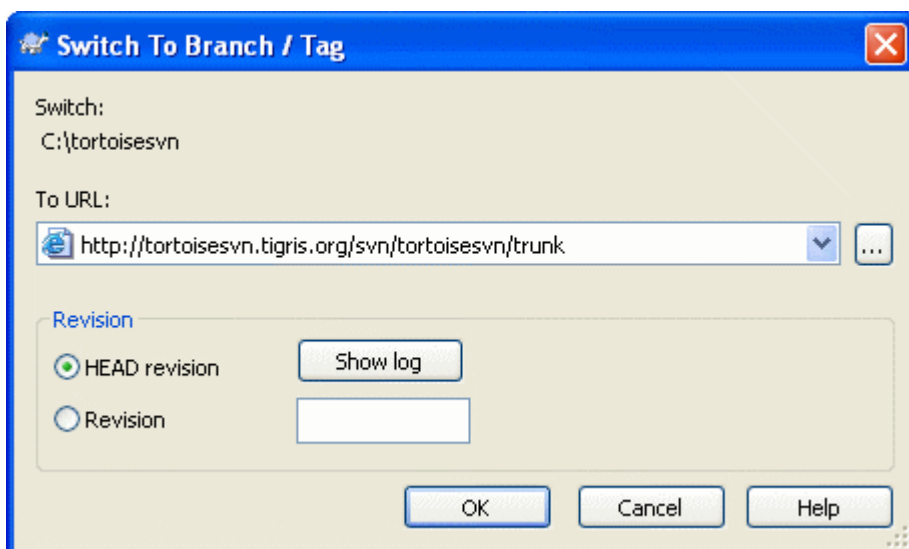 Switch To Branch / Tag
Switch:
C:\tortoisesvn
To URL:
http://tortoisesvn.tigris.org/svn/tortoisesvn/trunk
...
Revision
HEAD revision
Show log
Revision
OK
Cancel
Help